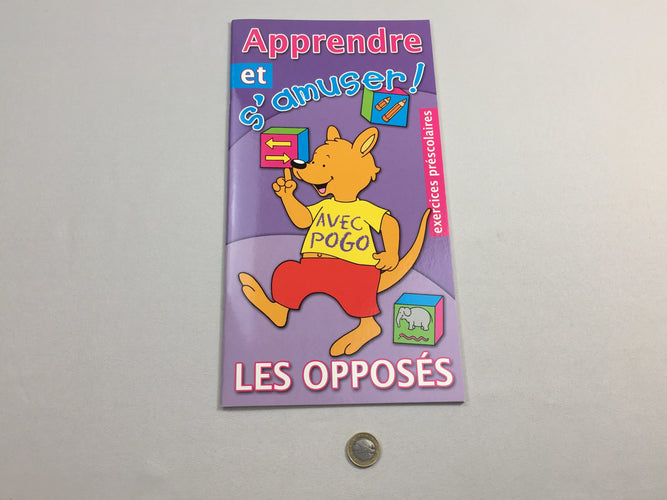 Apprendre
et
s'amuser!
exercices préscolaires
AVEC
POGO
LES OPPOSÉS